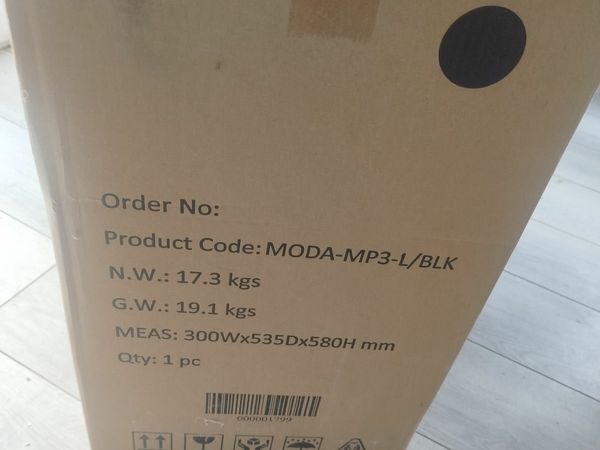 Order No:
Product Code: MODA-MP3-L/BLK
N.W.: 17.3 kgs
G.W.: 19.1 kgs
MEAS: 300Wx535Dx580H mm
Qty: 1 pc
000001799